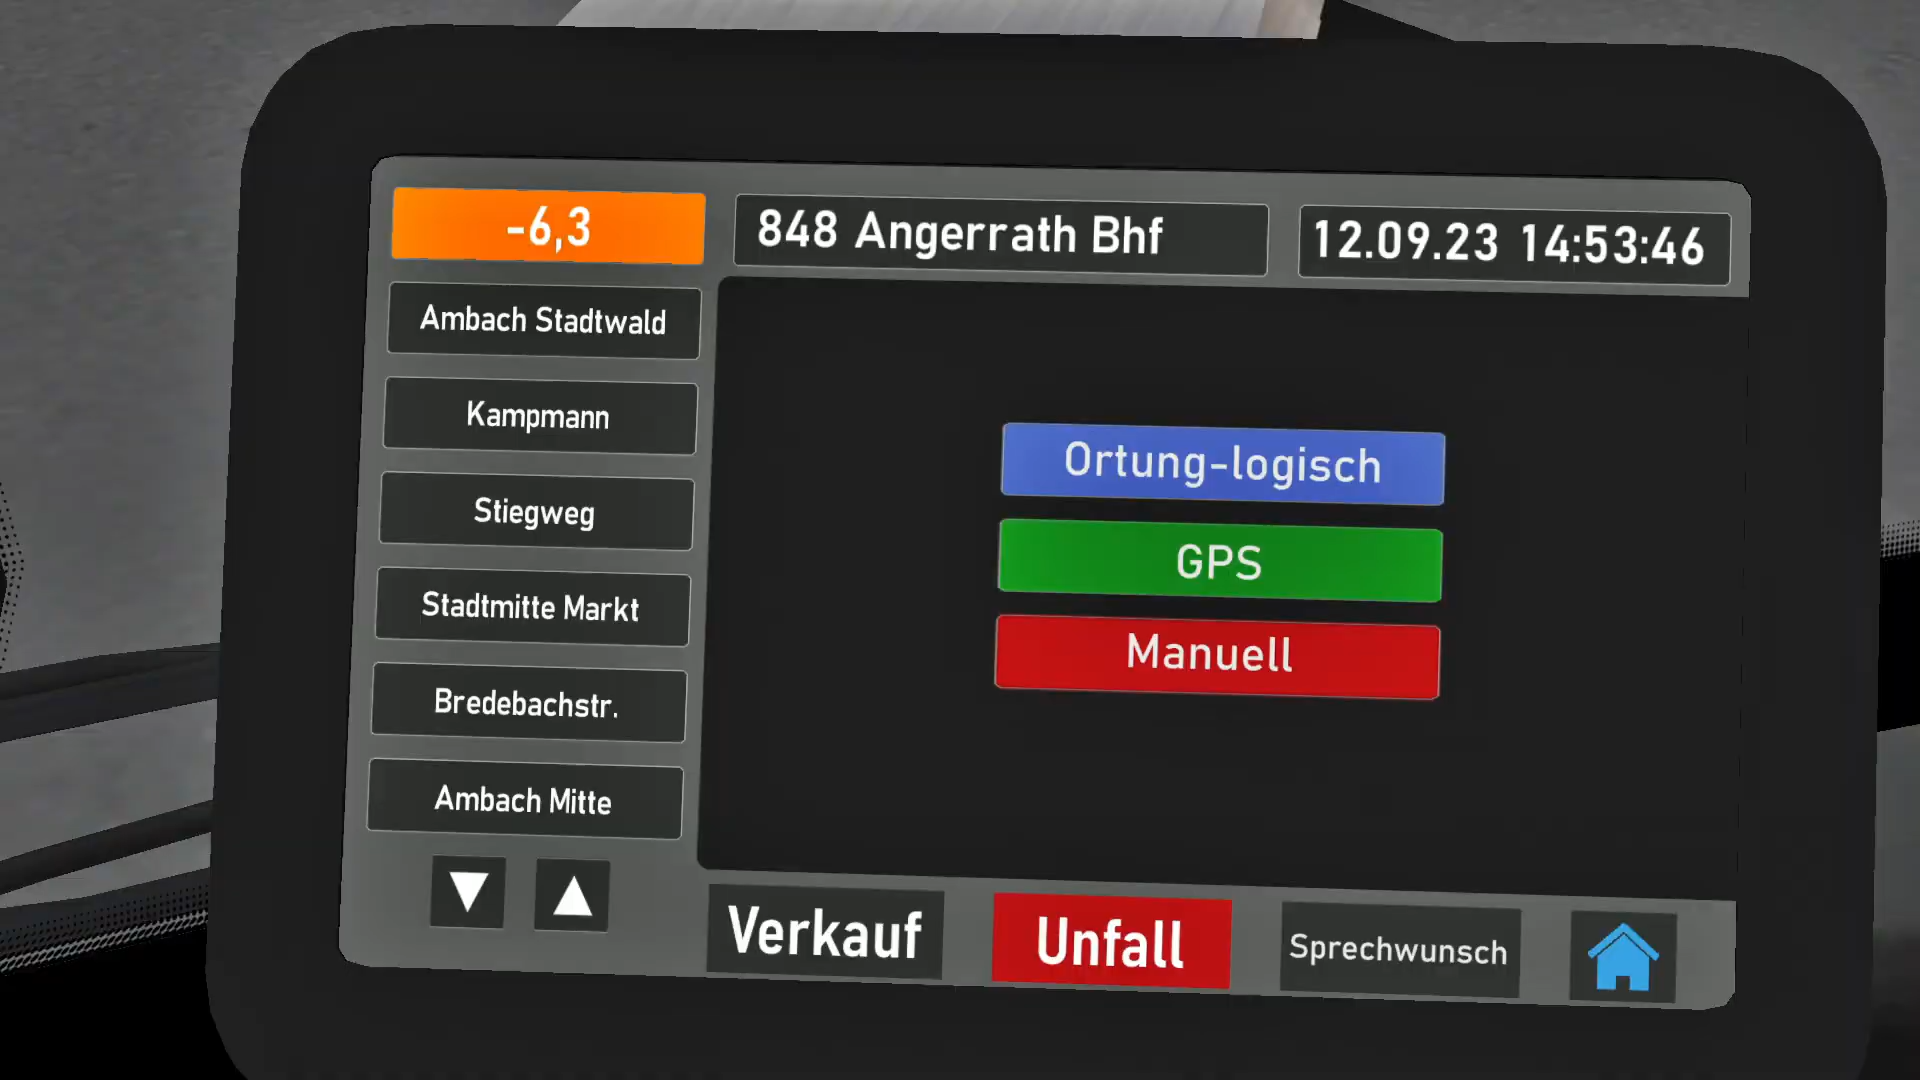 -6,3
848 Angerrath Bhf
12.09.23 14:53:46
Ambach Stadtwald
Kampmann
Stiegweg
Stadtmitte Markt
Bredebachstr.
Ambach Mitte
Ortung-logisch
GPS
Manuell
Verkauf
Unfall
Sprechwunsch